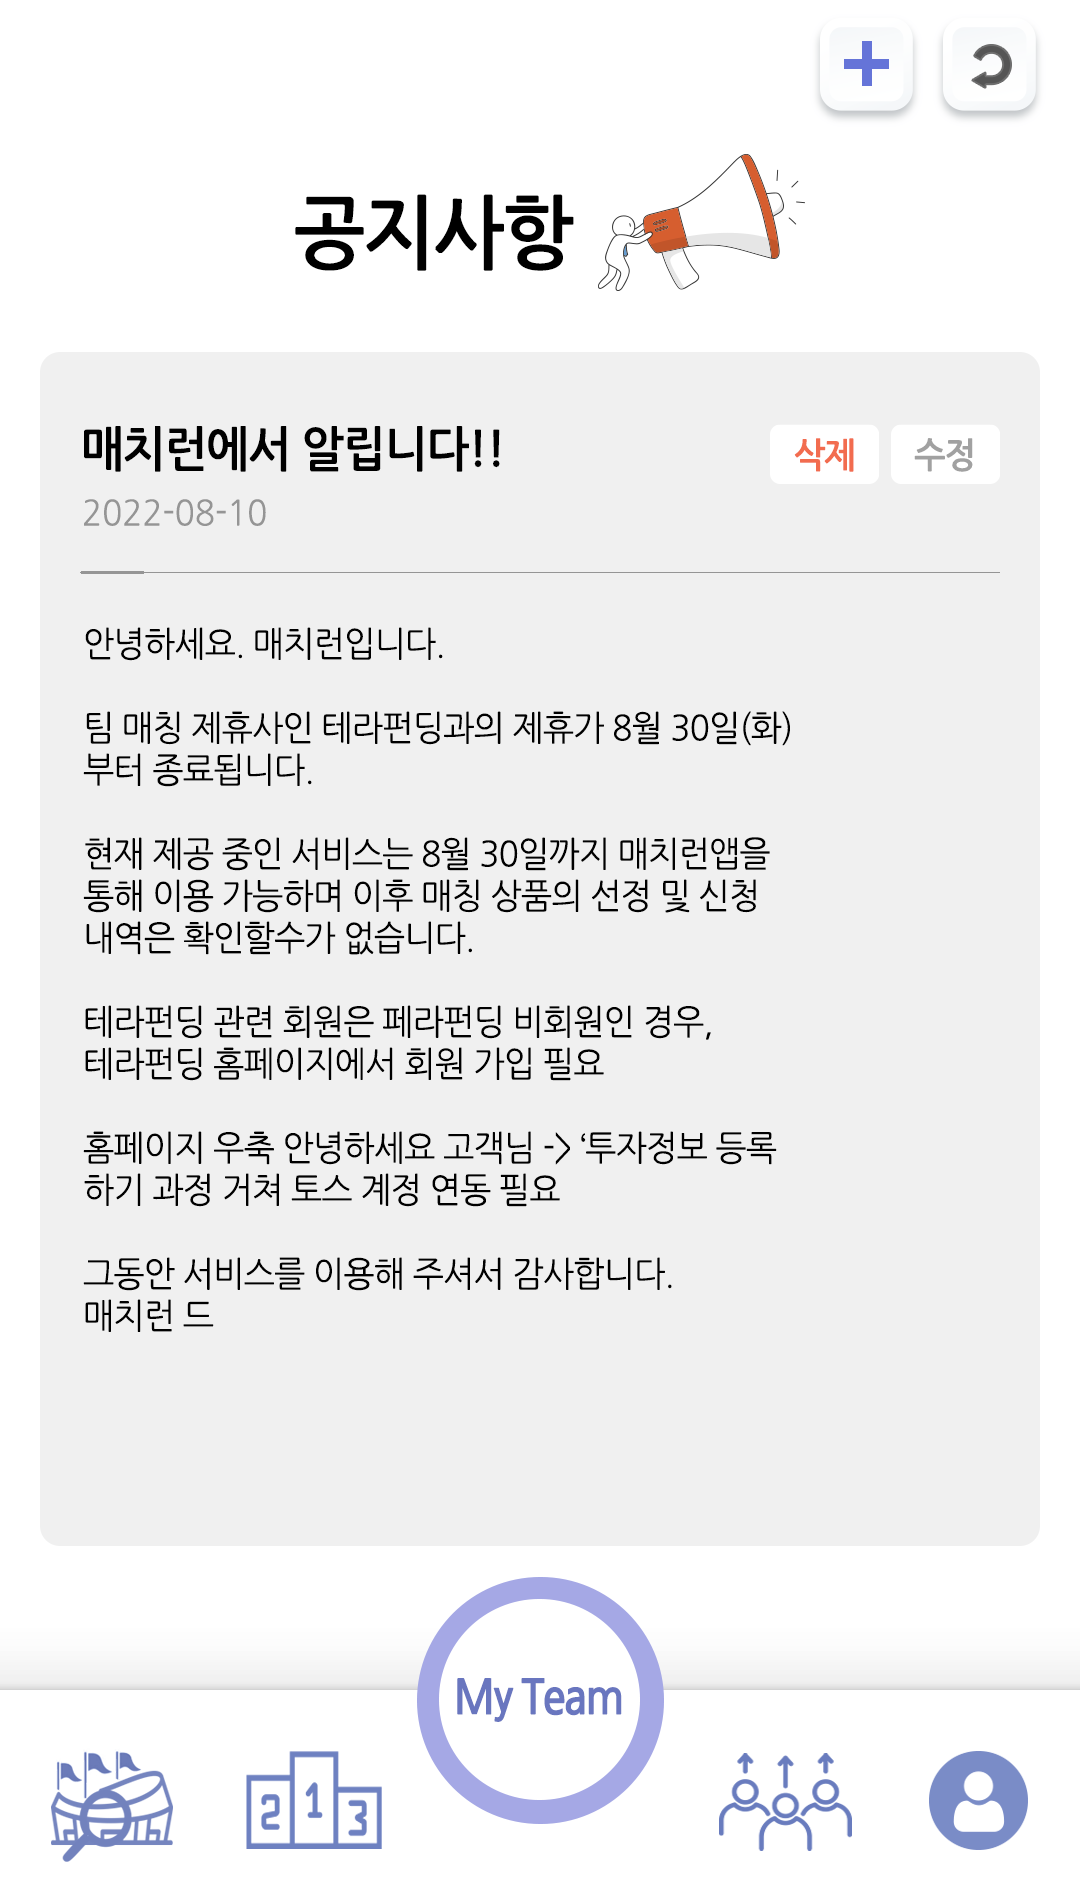 공지사항
매치런에서 알립니다!!
삭제 수정
2022-08-10
안녕하세요. 매치런입니다.
팀 매칭 제휴사인 테라펀딩과의 제휴가 8월 30일(화)
부터 종료됩니다.
현재 제공 중인 서비스는 8월 30일까지 매치런앱을
통해 이용 가능하며 이후 매칭 상품의 선정 및 신청
내역은 확인할수가 없습니다.
테라펀딩 관련 회원은 페라펀딩 비회원인 경우,
테라펀딩 홈페이지에서 회원 가입 필요
홈페이지 우축 안녕하세요 고객님 -> ‘투자정보 등록
하기 과정 거쳐 토스 계정 연동 필요
그동안 서비스를 이용해 주셔서 감사합니다.
매치런 드
My Team
2 1 3